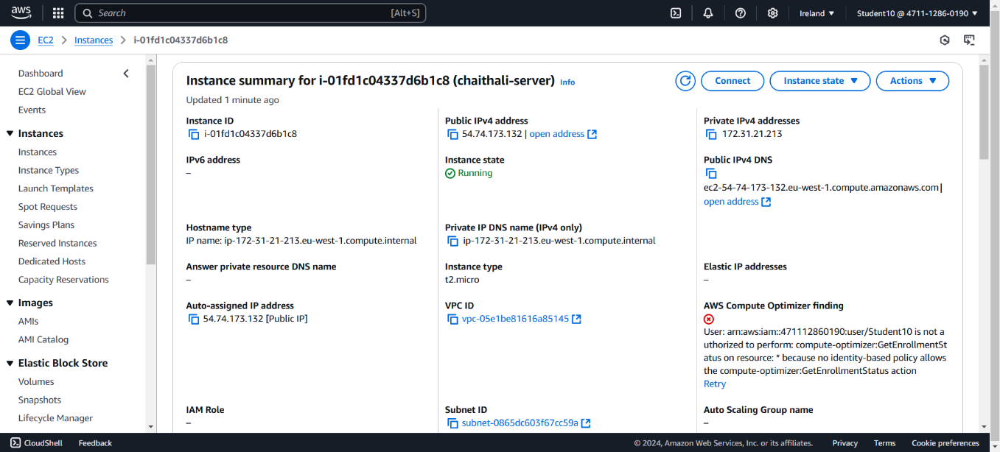 aws
Search
[Alt+S]
Ireland
Student10 @ 4711-1286-0190
EC2
Instances
i-01fd1c04337d6b1c8
Dashboard
EC2 Global View
Events
Instances
Instances
Instance Types
Launch Templates
Spot Requests
Savings Plans
Reserved Instances
Dedicated Hosts
Capacity Reservations
Images
AMIs
AMI Catalog
Elastic Block Store
Volumes
Snapshots
Lifecycle Manager
Instance summary for i-01fd1c04337d6b1c8 (chaithali-server) Info
Updated 1 minute ago
Connect
Instance state
Actions
Instance ID
i-01fd1c04337d6b1c8
Public IPv4 address
54.74.173.132 | open address
Private IPv4 addresses
172.31.21.213
IPv6 address
–
Instance state
Running
Public IPv4 DNS
ec2-54-74-173-132.eu-west-1.compute.amazonaws.com |
open address
Hostname type
IP name: ip-172-31-21-213.eu-west-1.compute.internal
Private IP DNS name (IPv4 only)
ip-172-31-21-213.eu-west-1.compute.internal
Answer private resource DNS name
–
Instance type
t2.micro
Elastic IP addresses
–
Auto-assigned IP address
54.74.173.132 [Public IP]
VPC ID
vpc-05e1be81616a85145
AWS Compute Optimizer finding
User: arn:aws:iam::471112860190:user/Student10 is not a
uthorized to perform: compute-optimizer:GetEnrollmentSt
atus on resource: * because no identity-based policy allows
the compute-optimizer:GetEnrollmentStatus action
Retry
IAM Role
–
Subnet ID
subnet-0865dc603f67cc59a
Auto Scaling Group name
–
CloudShell
Feedback
© 2024, Amazon Web Services, Inc. or its affiliates.
Privacy
Terms
Cookie preferences